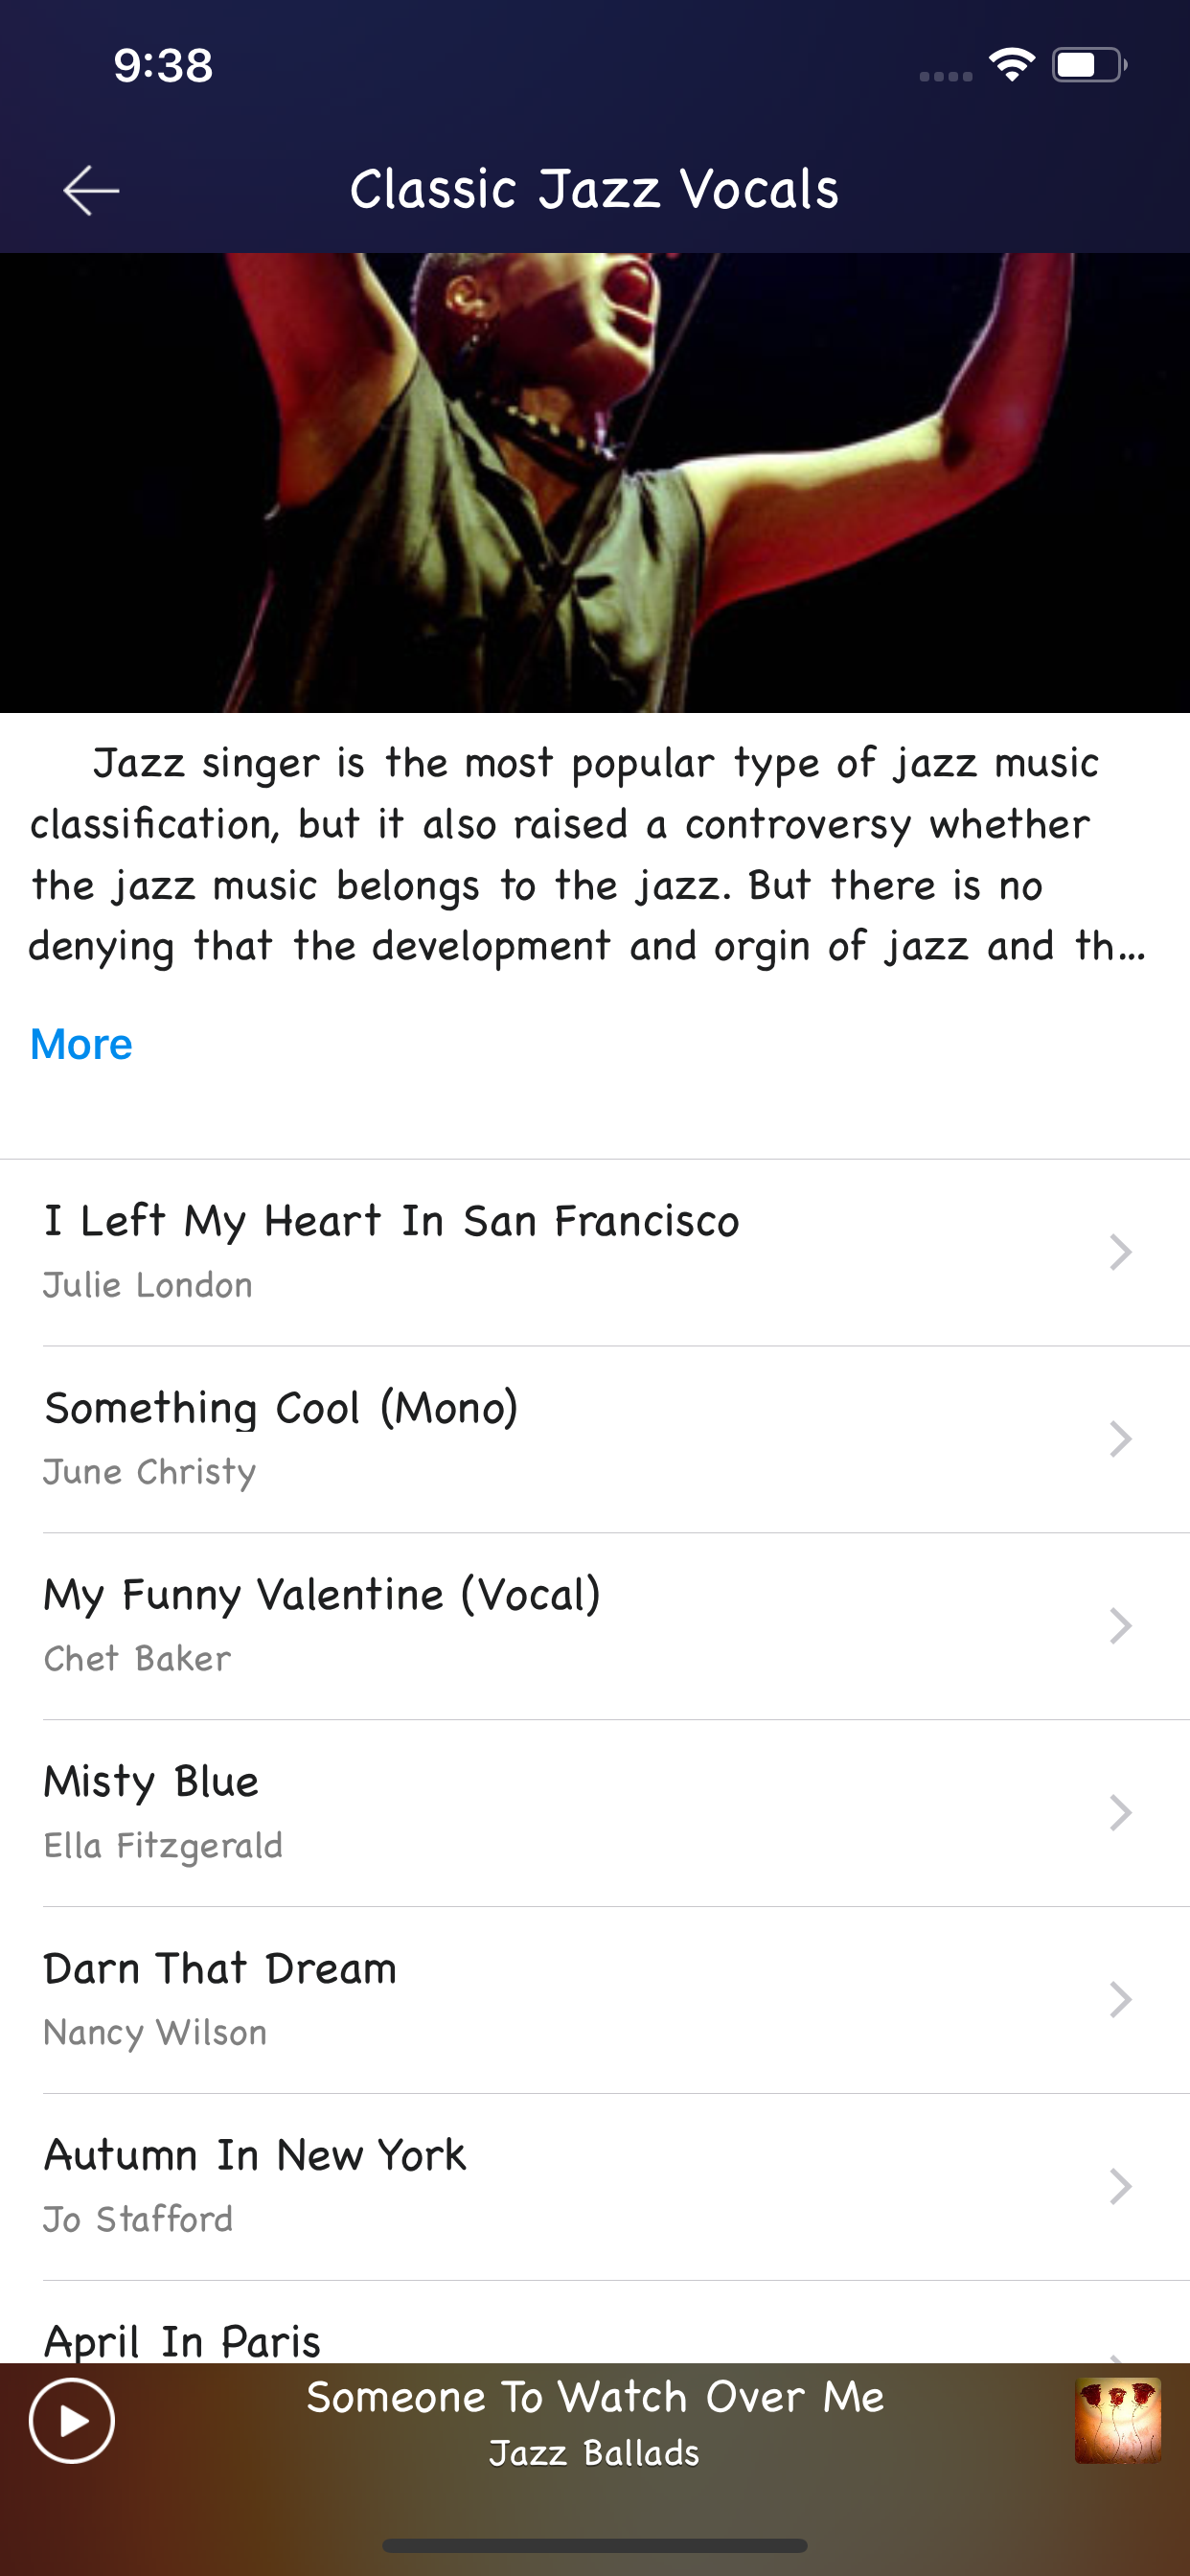 9:38
Classic Jazz Vocals
Jazz singer is the most popular type of jazz music
classification, but it also raised a controversy whether
the jazz music belongs to the jazz. But there is no
denying that the development and orgin of jazz and th...
More
I Left My Heart In San Francisco
Julie London
Something Cool (Mono)
June Christy
My Funny Valentine (Vocal)
Chet Baker
Misty Blue
Ella Fitzgerald
Darn That Dream
Nancy Wilson
Autumn In New York
Jo Stafford
April In Paris
Someone To Watch Over Me
Jazz Ballads